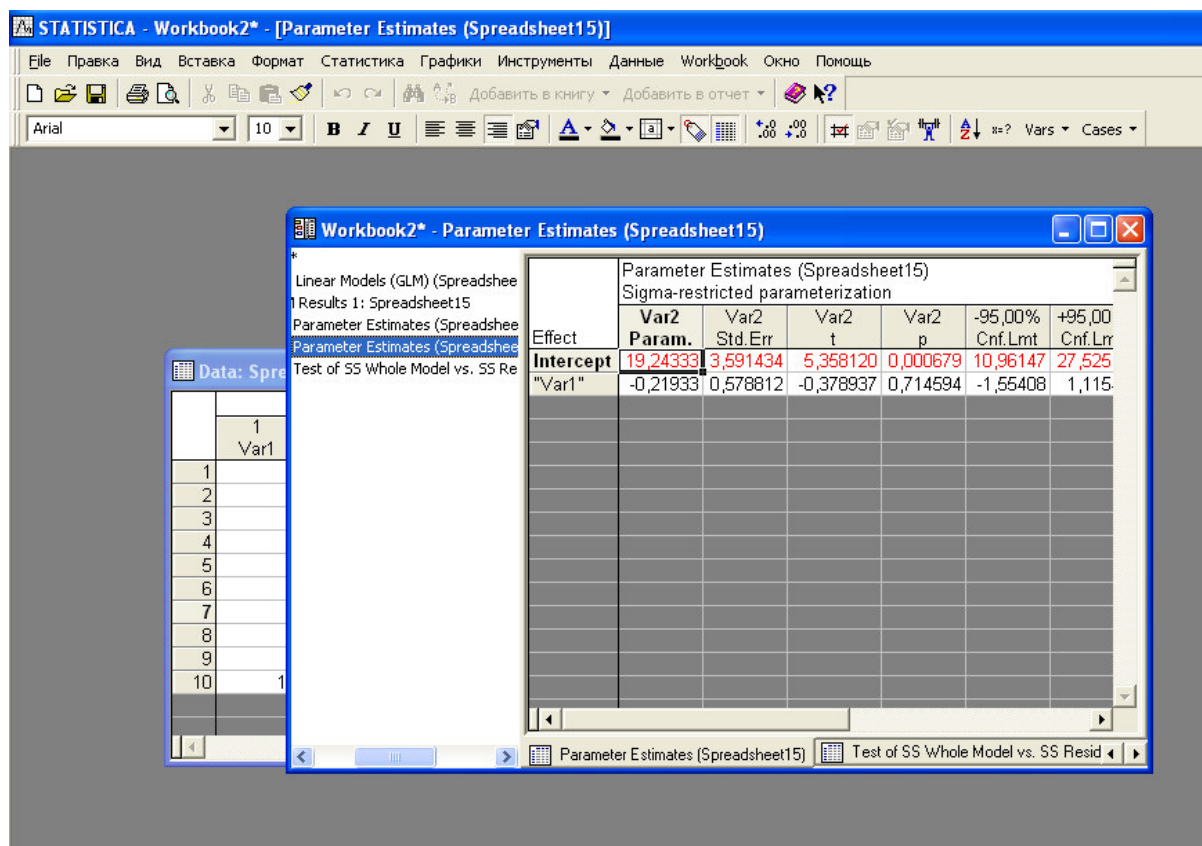 STATISTICA - Workbook2* - [Parameter Estimates (Spreadsheet15)]
File Правка Вид Вставка Формат Статистика Графики Инструменты Данные Workbook Окно Помощь
Добавить в книгу Добавить в отчет
Arial 10 B I U A a x=? Vars Cases
Workbook2* - Parameter Estimates (Spreadsheet15)
*
Linear Models (GLM) (Spreadshee
Results 1: Spreadsheet15
Parameter Estimates (Spreadshee
Parameter Estimates (Spreadshee
Test of SS Whole Model vs. SS Re
Parameter Estimates (Spreadsheet15)
Sigma-restricted parameterization
Var2 Var2 Var2 Var2 -95,00% +95,00
Effect Param. Std.Err t p Cnf.Lmt Cnf.Lm
Intercept 19,24333 3,591434 5,358120 0,000679 10,96147 27,525
"Var1" -0,21933 0,578812 -0,378937 0,714594 -1,55408 1,115
Data: Spre
1
Var1
1
2
3
4
5
6
7
8
9
10 1
Parameter Estimates (Spreadsheet15) Test of SS Whole Model vs. SS Resid